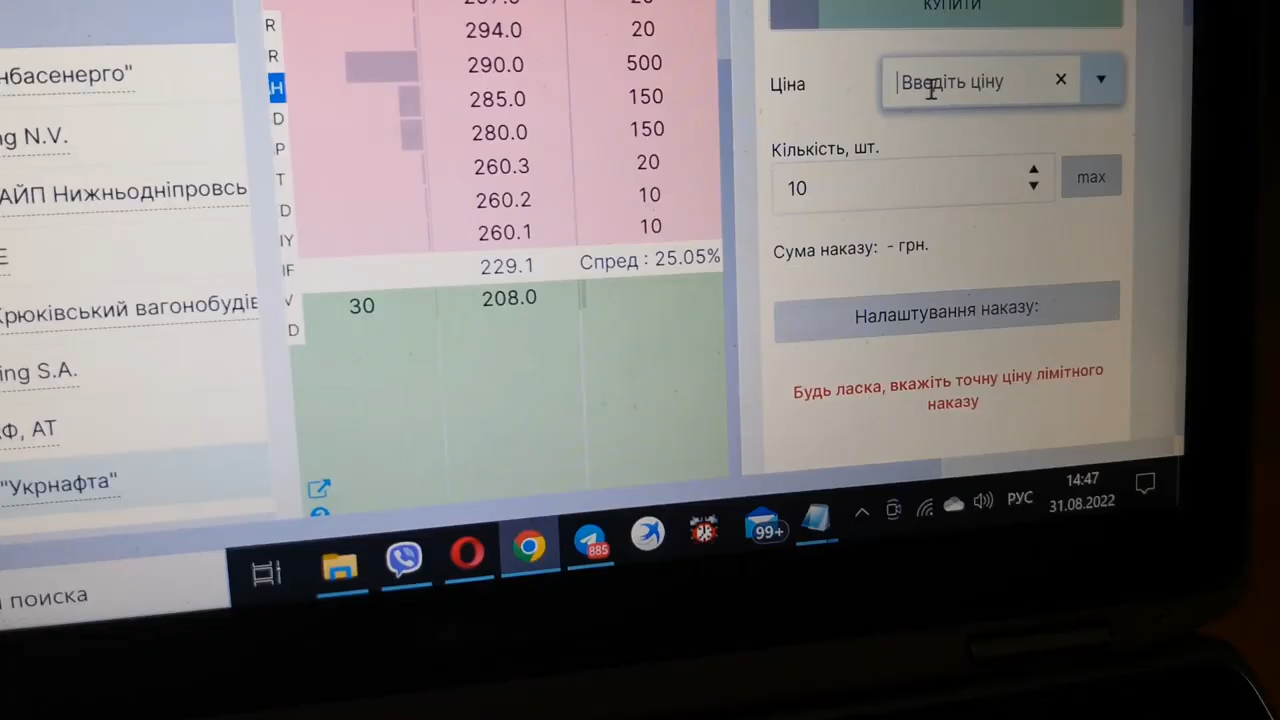 КУПИТИ
R
294.0 20
нбасенерго"
R
290.0 500
Ціна
Введіть ціну
285.0 150
ng N.V.
D
280.0 150
P
260.3 20
Кількість, шт.
10
max
АЙП Нижньодніпровсь
T
260.2 10
D
260.1 10
E
IY
229.1 Спред : 25.05%
Сума наказу: - грн.
IF
Крюківський вагонобудів
V
30 208.0
D
Налаштування наказу:
ing S.A.
Будь ласка, вкажіть точну ціну лімітного
наказу
Ф, АТ
"Укрнафта"
поиска
885
99+
РУС
14:47
31.08.2022